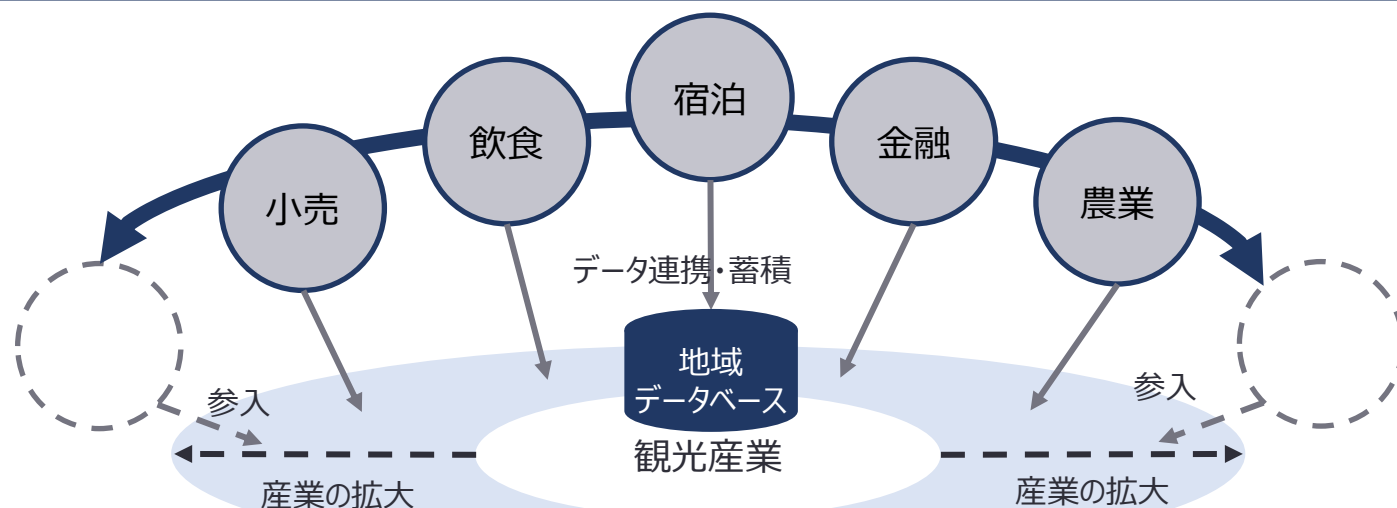 宿泊
飲食
金融
小売
農業
データ連携・蓄積
地域
データベース
参入
参入
観光産業
産業の拡大
産業の拡大